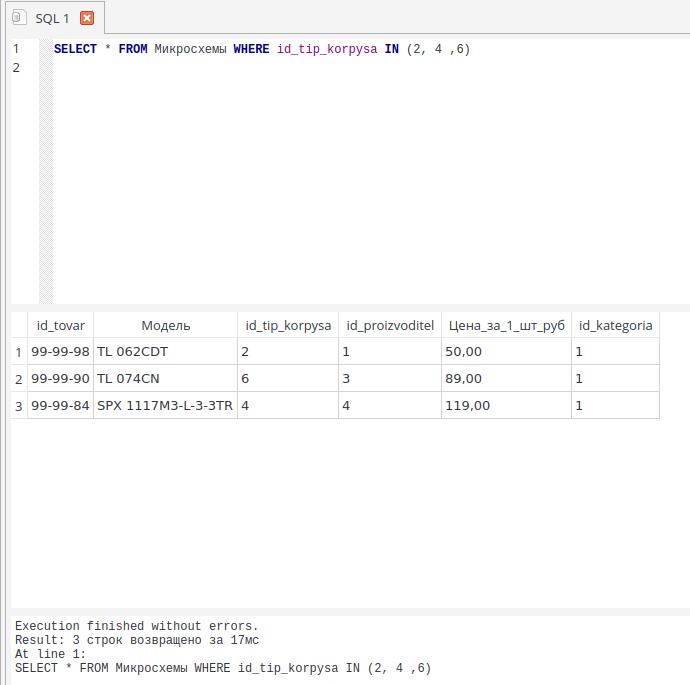 SQL 1
1 SELECT * FROM Микросхемы WHERE id_tip_korpysa IN (2, 4 ,6)
2
id_tovar Модель id_tip_korpysa id_proizvoditel Цена_за_1_шт_руб id_kategoria
1 99-99-98 TL 062CDT 2 1 50,00 1
2 99-99-90 TL 074CN 6 3 89,00 1
3 99-99-84 SPX 1117M3-L-3-3TR 4 4 119,00 1
Execution finished without errors.
Result: 3 строк возвращено за 17мс
At line 1:
SELECT * FROM Микросхемы WHERE id_tip_korpysa IN (2, 4 ,6)